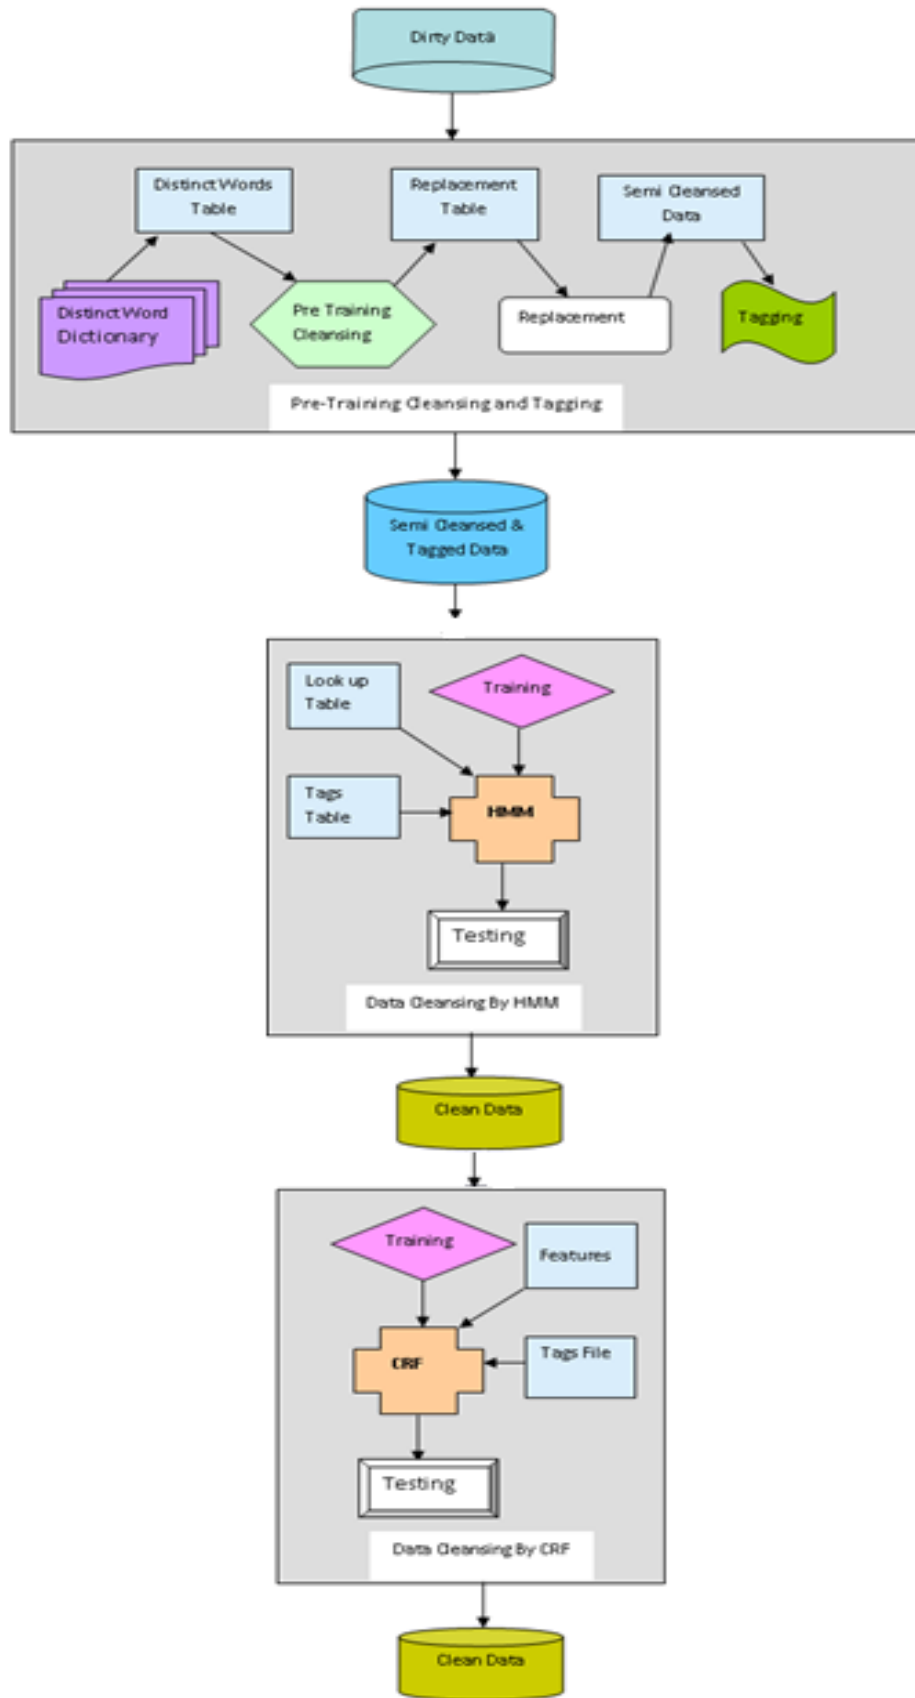 Dirty Data
Distinct Words
Table
Replacement
Table
Semi Cleansed
Data
Distinct Word
Dictionary
Pre Training
Cleansing
Replacement
Tagging
Pre-Training Cleansing and Tagging
Semi Cleansed &
Tagged Data
Look up
Table
Training
Tags
Table
HMM
Testing
Data Cleansing By HMM
Clean Data
Training
Features
CRF
Tags File
Testing
Data Cleansing By CRF
Clean Data